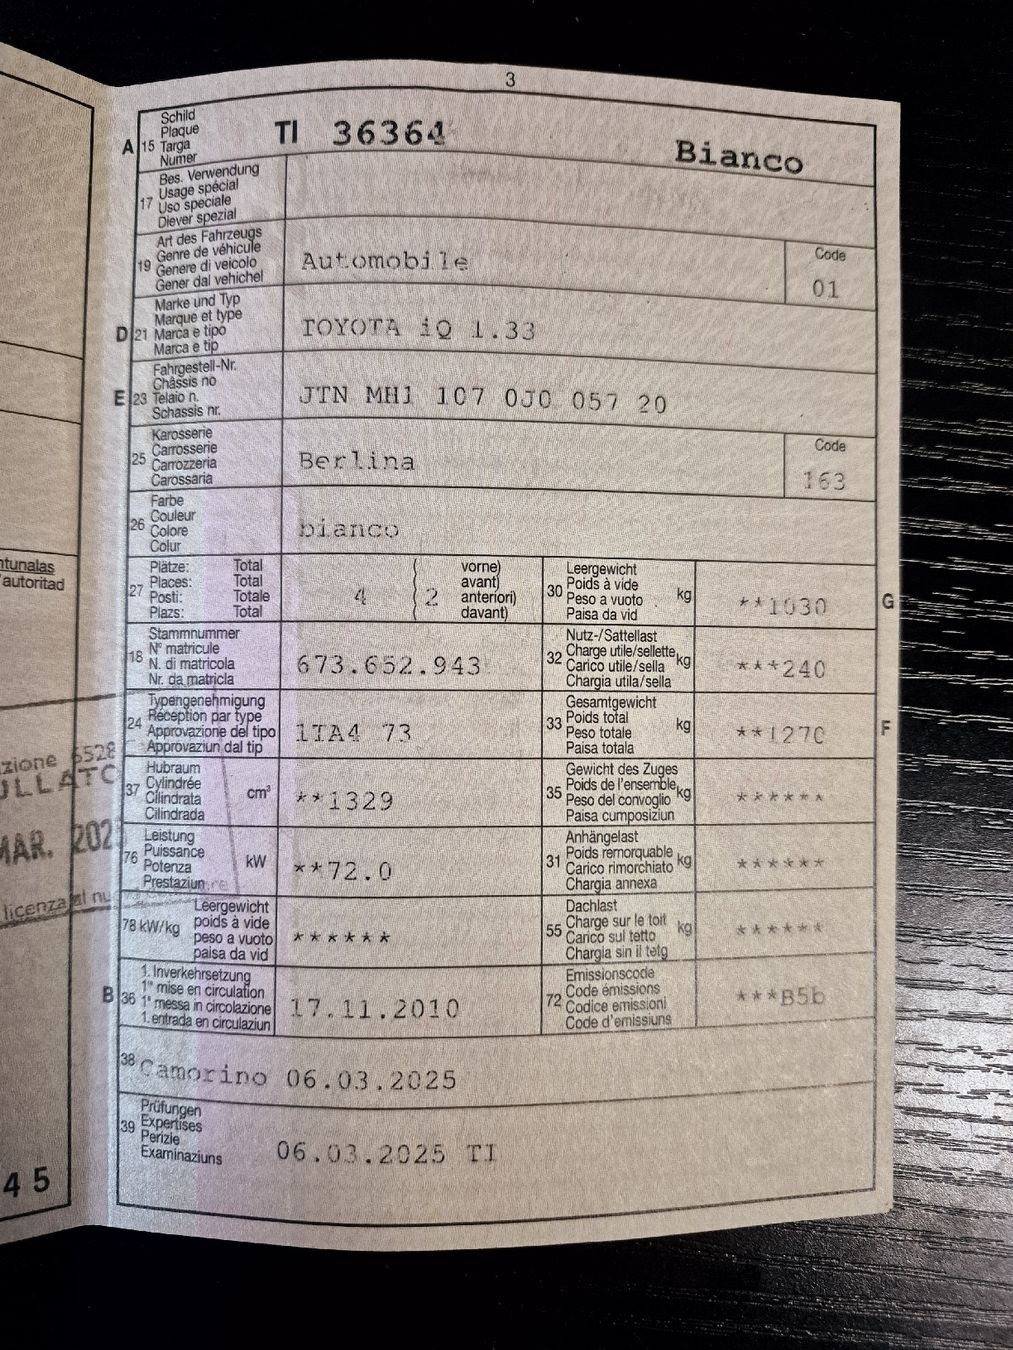 3
A 15 Schild
Plaque
Targa
Numer
TI 36364 Bianco
17 Bes. Verwendung
Usage spécial
Uso speciale
Diever spezial
19 Art des Fahrzeugs
Genre de véhicule
Genere di veicolo
Gener dal vehichel
Automobile
Code
01
D 21 Marke und Typ
Marque et type
Marca e tipo
Marca e tip
TOYOTA iQ 1.33
E 23 Fahrgestell-Nr.
Châssis no
Telaio n.
Schassis nr.
JTN MH1 107 0J0 057 20
25 Karosserie
Carrosserie
Carrozzeria
Carossaria
Berlina
Code
163
26 Farbe
Couleur
Colore
Colur
bianco
27 Plätze: Total
Places: Total
Posti: Totale
Plazs: Total
4 ( 2 vorne)
avant)
anteriori)
davant)
30 Leergewicht
Poids à vide
Peso a vuoto
Paisa da vid
kg
**1030 G
18 Stammnummer
N° matricule
N. di matricola
Nr. da matricla
673.652.943
32 Nutz-/Sattellast
Charge utile/sellette
Carico utile/sella
Chargia utila/sella
kg
***240
24 Typengenehmigung
Réception par type
Approvazione del tipo
Approvaziun dal tip
1TA4 73
33 Gesamtgewicht
Poids total
Peso totale
Paisa totala
kg
**1270 F
37 Hubraum
Cylindrée
Cilindrata
Cilindrada
cm³
**1329
35 Gewicht des Zuges
Poids de l'ensemble
Peso del convoglio
Paisa cumposiziun
kg
******
76 Leistung
Puissance
Potenza
Prestaziun
kW
**72.0
31 Anhängelast
Poids remorquable
Carico rimorchiato
Chargia annexa
kg
******
78 kW/kg
Leergewicht
poids à vide
peso a vuoto
paisa da vid
******
55 Dachlast
Charge sur le toit
Carico sul tetto
Chargia sin il tetg
kg
******
B 36 1. Inverkehrsetzung
1re mise en circulation
1a messa in circolazione
1. entrada en circulaziun
17.11.2010
72 Emissionscode
Code émissions
Codice emissioni
Code d'emissiuns
***B5b
38 Camorino 06.03.2025
39 Prüfungen
Expertises
Perizie
Examinaziuns
06.03.2025 TI
ntunalas
'autoritad
zione 6528
ULLATO
MAR. 202
licenza al nu
45